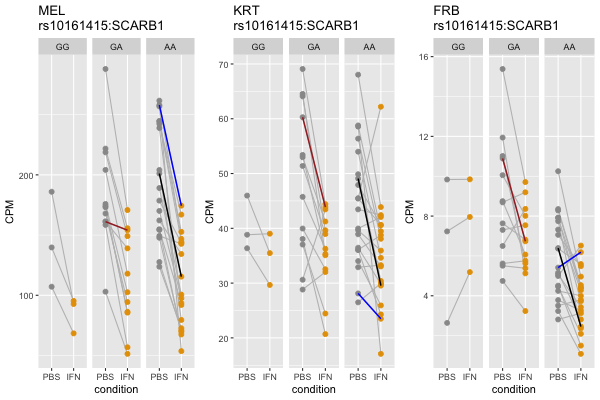 MEL
rs10161415:SCARB1
GG GA AA
CPM
200
100
PBS IFN PBS IFN PBS IFN
condition
KRT
rs10161415:SCARB1
GG GA AA
CPM
70
60
50
40
30
20
PBS IFN PBS IFN PBS IFN
condition
FRB
rs10161415:SCARB1
GG GA AA
CPM
16
12
8
4
PBS IFN PBS IFN PBS IFN
condition